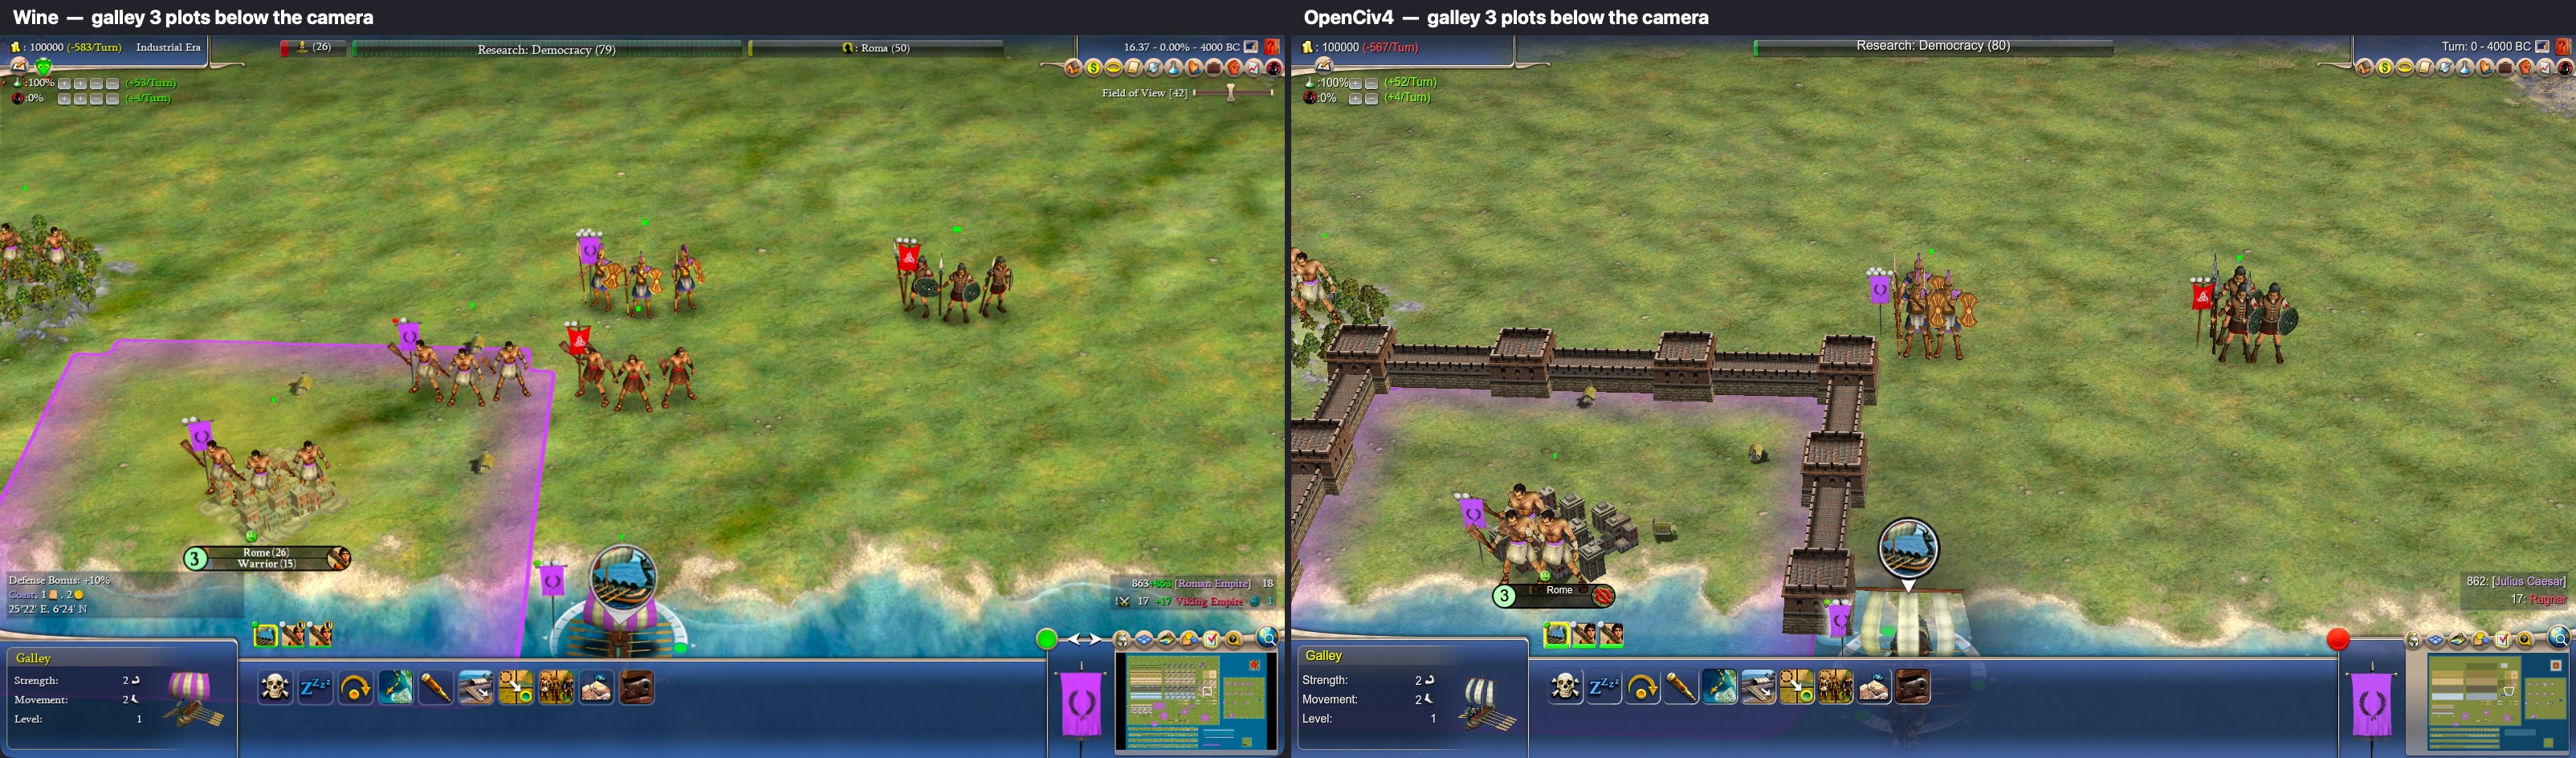 Wine — galley 3 plots below the camera
: 100000 (-583/Turn) Industrial Era
(26)
Research: Democracy (79)
: Roma (50)
16.37 - 0.00% - 4000 BC
:100% (+53/Turn)
:0% (+4/Turn)
Field of View [42]
3
Rome (26)
Warrior (15)
Defense Bonus: +10%
Coast, 1, 2
25°22' E, 6°24' N
[Roman Empire] 18
17 +17 Viking Empire 1
Galley
Strength: 2
Movement: 2
Level: 1
ZZZZ
OpenCiv4 — galley 3 plots below the camera
: 100000 (-567/Turn)
Research: Democracy (80)
Turn: 0 - 4000 BC
:100% (+52/Turn)
:0% (+4/Turn)
3
Rome
862: [Julius Caesar]
17: Ragnar
Galley
Strength: 2
Movement: 2
Level: 1
ZZZZ